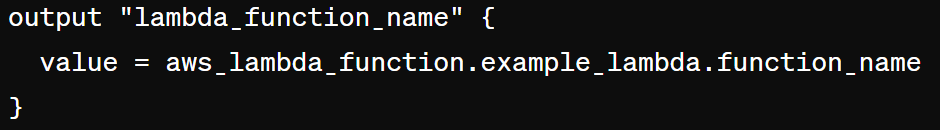 output "lambda_function_name" {
  value = aws_lambda_function.example_lambda.function_name
}